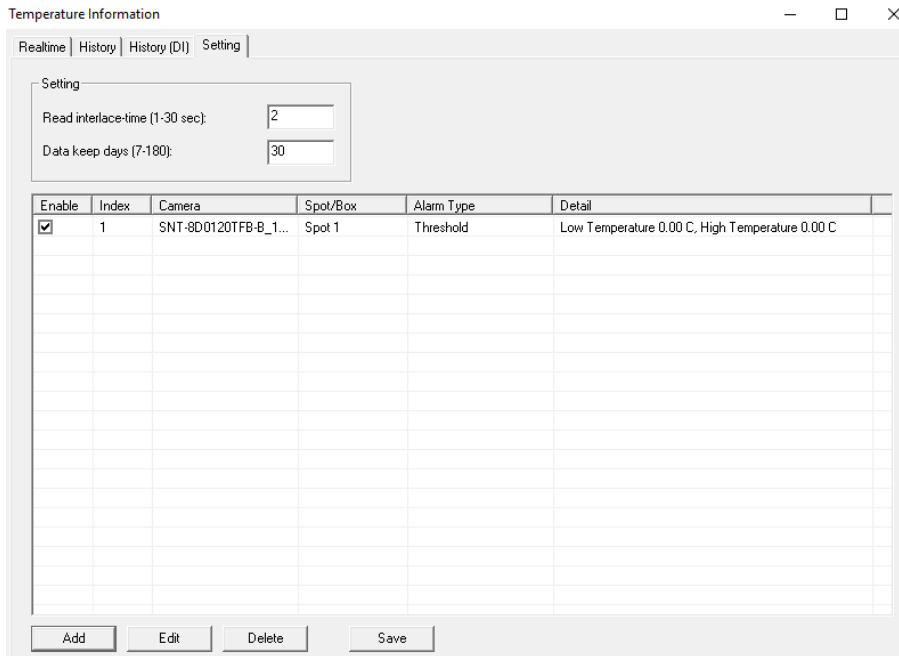 Temperature Information
Realtime History History (DI) Setting
Setting
Read interlace-time (1-30 sec): 2
Data keep days (7-180): 30
Enable Index Camera Spot/Box Alarm Type Detail
1 SNT-8D0120TFB-B_1... Spot 1 Threshold Low Temperature 0.00 C, High Temperature 0.00 C
Add Edit Delete Save